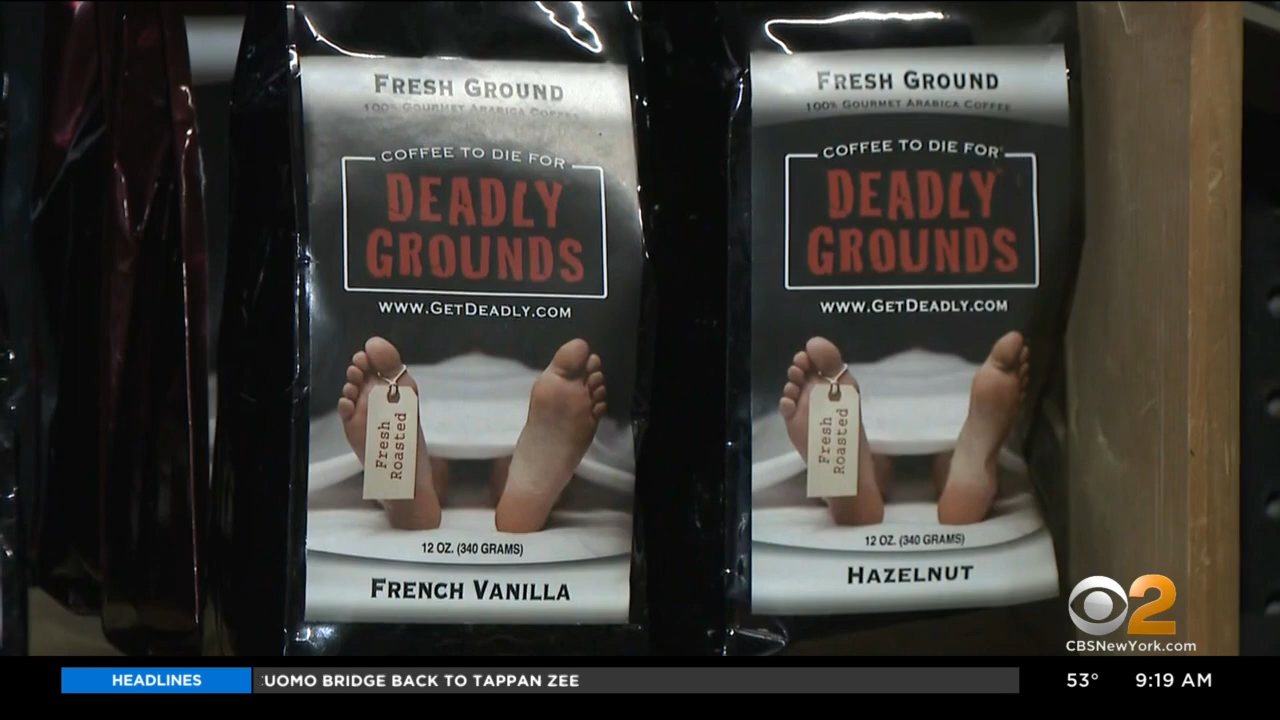 FRESH GROUND
100% GOURMET ARABICA COFFEE
COFFEE TO DIE FOR
DEADLY
GROUNDS
WWW.GETDEADLY.COM
Fresh
Roasted
12 OZ. (340 GRAMS)
FRENCH VANILLA
FRESH GROUND
100% GOURMET ARABICA COFFEE
COFFEE TO DIE FOR®
DEADLY
GROUNDS
WWW.GETDEADLY.COM
Fresh
Roasted
12 OZ. (340 GRAMS)
HAZELNUT
2
CBSNewYork.com
HEADLINES
UOMO BRIDGE BACK TO TAPPAN ZEE
53°
9:19 AM